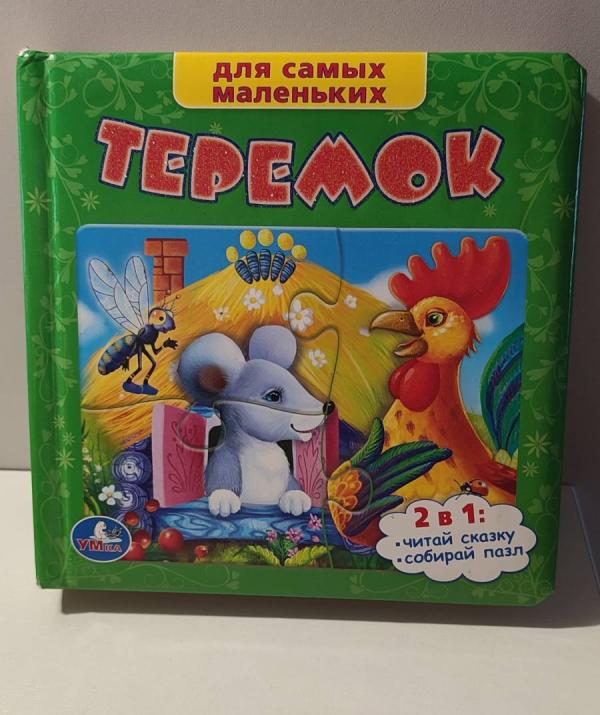 для самых
маленьких
ТЕРЕМОК
2 в 1:
•читай сказку
•собирай пазл
УМка